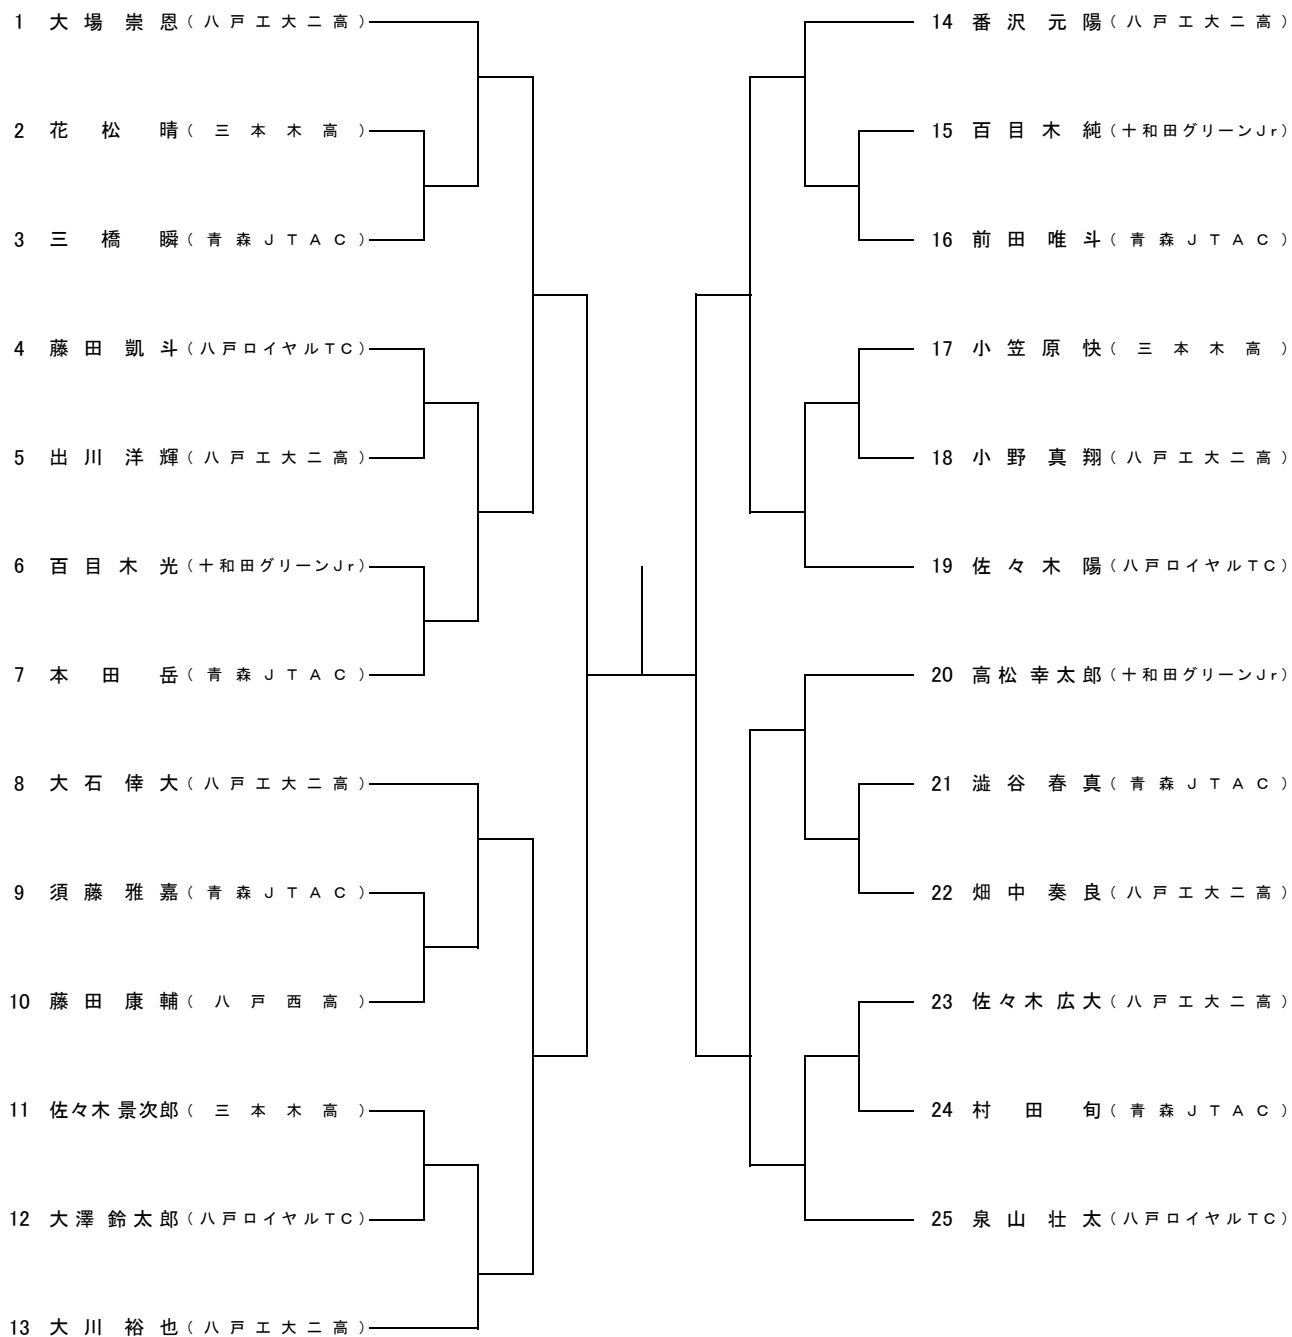 1 大場 崇恩 (八戸工大二高)
2 花松 晴 (三本木高)
3 三橋 瞬 (青森JTAC)
4 藤田 凱斗 (八戸ロイヤルTC)
5 出川 洋輝 (八戸工大二高)
6 百目木 光 (十和田グリーンJr)
7 本田 岳 (青森JTAC)
8 大石 倖大 (八戸工大二高)
9 須藤 雅嘉 (青森JTAC)
10 藤田 康輔 (八戸西高)
11 佐々木 景次郎 (三本木高)
12 大澤 鈴太郎 (八戸ロイヤルTC)
13 大川 裕也 (八戸工大二高)
14 番沢 元陽 (八戸工大二高)
15 百目木 純 (十和田グリーンJr)
16 前田 唯斗 (青森JTAC)
17 小笠原 快 (三本木高)
18 小野 真翔 (八戸工大二高)
19 佐々木 陽 (八戸ロイヤルTC)
20 高松 幸太郎 (十和田グリーンJr)
21 澁谷 春真 (青森JTAC)
22 畑中 奏良 (八戸工大二高)
23 佐々木 広大 (八戸工大二高)
24 村田 旬 (青森JTAC)
25 泉山 壮太 (八戸ロイヤルTC)